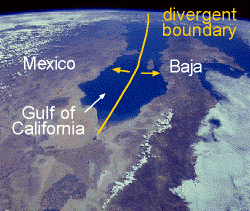 divergent
boundary
Mexico
Baja
Gulf of
California